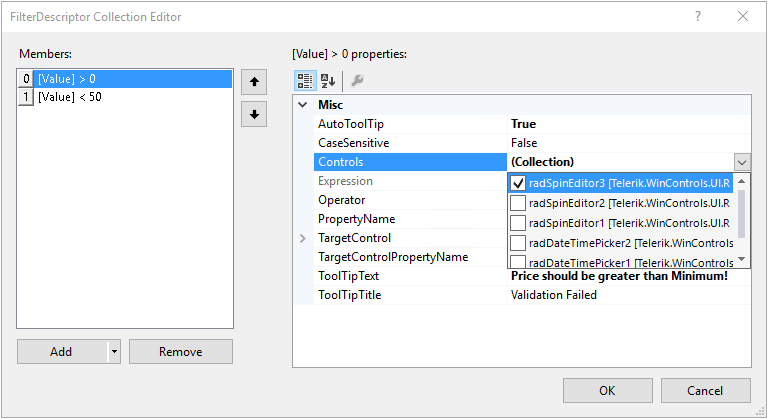 FilterDescriptor Collection Editor
Members:
0 [Value] > 0
1 [Value] < 50
Add
Remove
[Value] > 0 properties:
Misc
AutoToolTip True
CaseSensitive False
Controls (Collection)
Expression
Operator
PropertyName
TargetControl
TargetControlPropertyName
radSpinEditor3 [Telerik.WinControls.UI.R
radSpinEditor2 [Telerik.WinControls.UI.R
radSpinEditor1 [Telerik.WinControls.UI.R
radDateTimePicker2 [Telerik.WinControls
radDateTimePicker1 [Telerik.WinControls
ToolTipText Price should be greater than Minimum!
ToolTipTitle Validation Failed
OK
Cancel